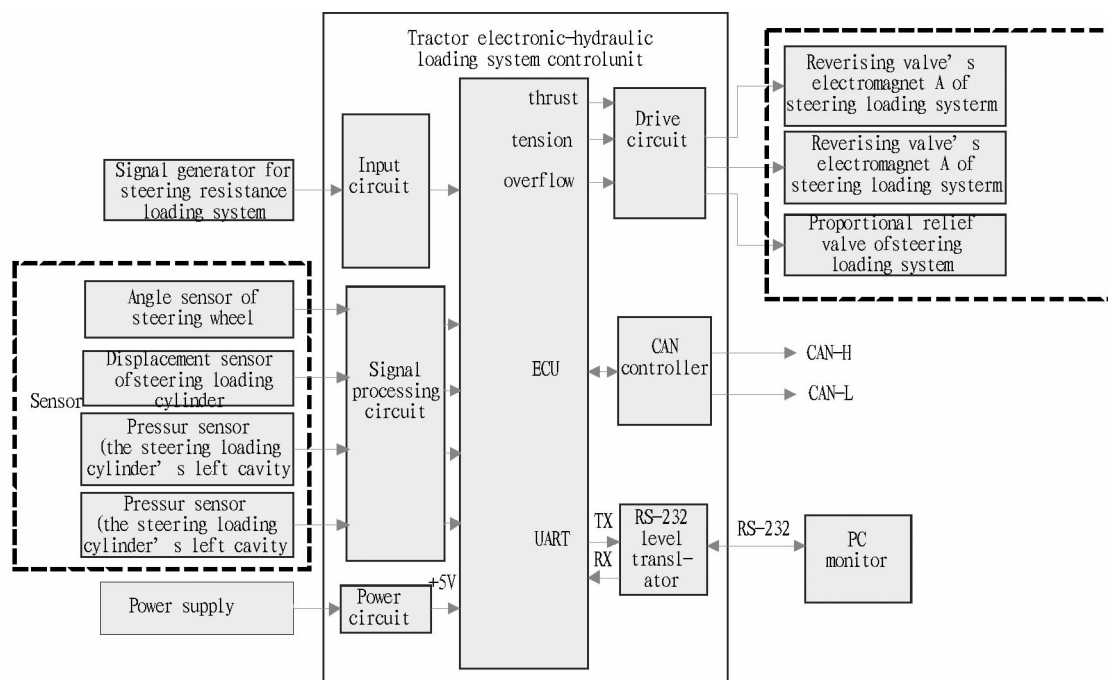 Tractor electronic-hydraulic
loading system controlunit
Signal generator for
steering resistance
loading system
Input
circuit
thrust
tension
overflow
Drive
circuit
Reverising valve's
electromagnet A of
steering loading systerm
Reverising valve's
electromagnet A of
steering loading systerm
Proportional relief
valve ofsteering
loading system
Sensor
Angle sensor of
steering wheel
Displacement sensor
ofsteering loading
cylinder
Pressur sensor
(the steering loading
cylinder's left cavity
Pressur sensor
(the steering loading
cylinder's left cavity
Signal
processing
circuit
ECU
CAN
controller
CAN-H
CAN-L
UART
TX
RX
RS-232
level
transl-
ator
RS-232
PC
monitor
Power supply
Power
circuit
+5V